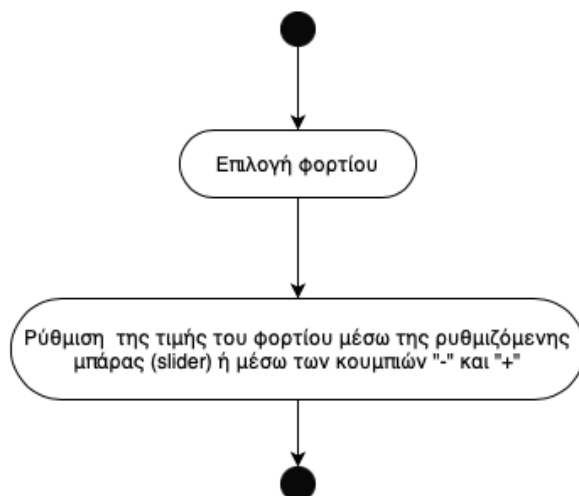 Επιλογή φορτίου
Ρύθμιση της τιμής του φορτίου μέσω της ρυθμιζόμενης
μπάρας (slider) ή μέσω των κουμπιών "-" και "+"